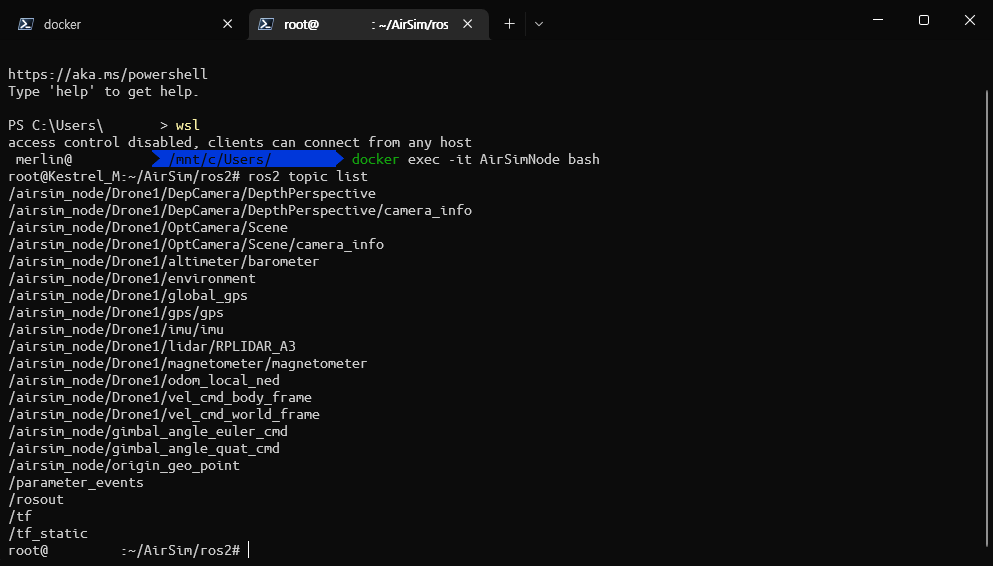 docker
root@ : ~/AirSim/ros
https://aka.ms/powershell
Type 'help' to get help.
PS C:\Users\ > wsl
access control disabled, clients can connect from any host
merlin@ /mnt/c/Users/ docker exec -it AirSimNode bash
root@Kestrel_M:~/AirSim/ros2# ros2 topic list
/airsim_node/Drone1/DepCamera/DepthPerspective
/airsim_node/Drone1/DepCamera/DepthPerspective/camera_info
/airsim_node/Drone1/OptCamera/Scene
/airsim_node/Drone1/OptCamera/Scene/camera_info
/airsim_node/Drone1/altimeter/barometer
/airsim_node/Drone1/environment
/airsim_node/Drone1/global_gps
/airsim_node/Drone1/gps/gps
/airsim_node/Drone1/imu/imu
/airsim_node/Drone1/lidar/RPLIDAR_A3
/airsim_node/Drone1/magnetometer/magnetometer
/airsim_node/Drone1/odom_local_ned
/airsim_node/Drone1/vel_cmd_body_frame
/airsim_node/Drone1/vel_cmd_world_frame
/airsim_node/gimbal_angle_euler_cmd
/airsim_node/gimbal_angle_quat_cmd
/airsim_node/origin_geo_point
/parameter_events
/rosout
/tf
/tf_static
root@ :~/AirSim/ros2#